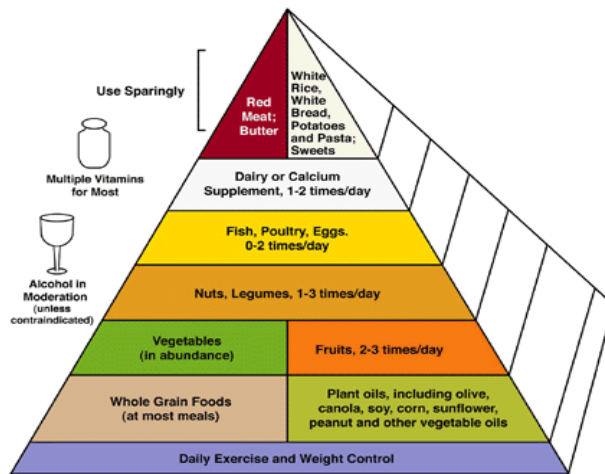 Use Sparingly
Red
Meat;
Butter
White
Rice,
White
Bread,
Potatoes
and Pasta;
Sweets
Multiple Vitamins
for Most
Dairy or Calcium
Supplement, 1-2 times/day
Fish, Poultry, Eggs.
0-2 times/day
Alcohol in
Moderation
(unless
contraindicated)
Nuts, Legumes, 1-3 times/day
Vegetables
(in abundance)
Fruits, 2-3 times/day
Whole Grain Foods
(at most meals)
Plant oils, including olive,
canola, soy, corn, sunflower,
peanut and other vegetable oils
Daily Exercise and Weight Control